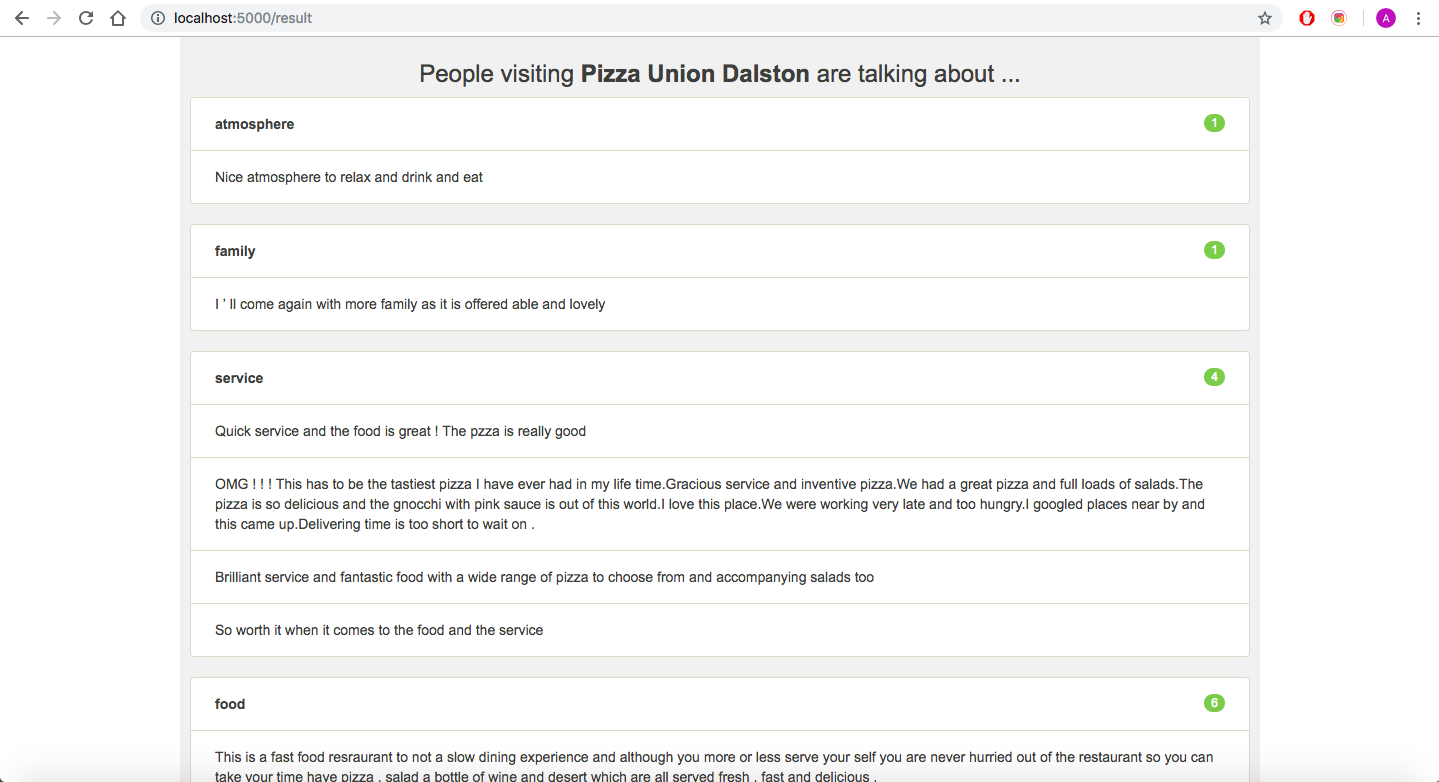 localhost:5000/result
A
People visiting Pizza Union Dalston are talking about ...
atmosphere 1
Nice atmosphere to relax and drink and eat
family 1
I ' ll come again with more family as it is offered able and lovely
service 4
Quick service and the food is great ! The pzza is really good
OMG ! ! ! This has to be the tastiest pizza I have ever had in my life time.Gracious service and inventive pizza.We had a great pizza and full loads of salads.The
pizza is so delicious and the gnocchi with pink sauce is out of this world.I love this place.We were working very late and too hungry.I googled places near by and
this came up.Delivering time is too short to wait on .
Brilliant service and fantastic food with a wide range of pizza to choose from and accompanying salads too
So worth it when it comes to the food and the service
food 6
This is a fast food resraurant to not a slow dining experience and although you more or less serve your self you are never hurried out of the restaurant so you can
take your time have pizza , salad a bottle of wine and desert which are all served fresh , fast and delicious .